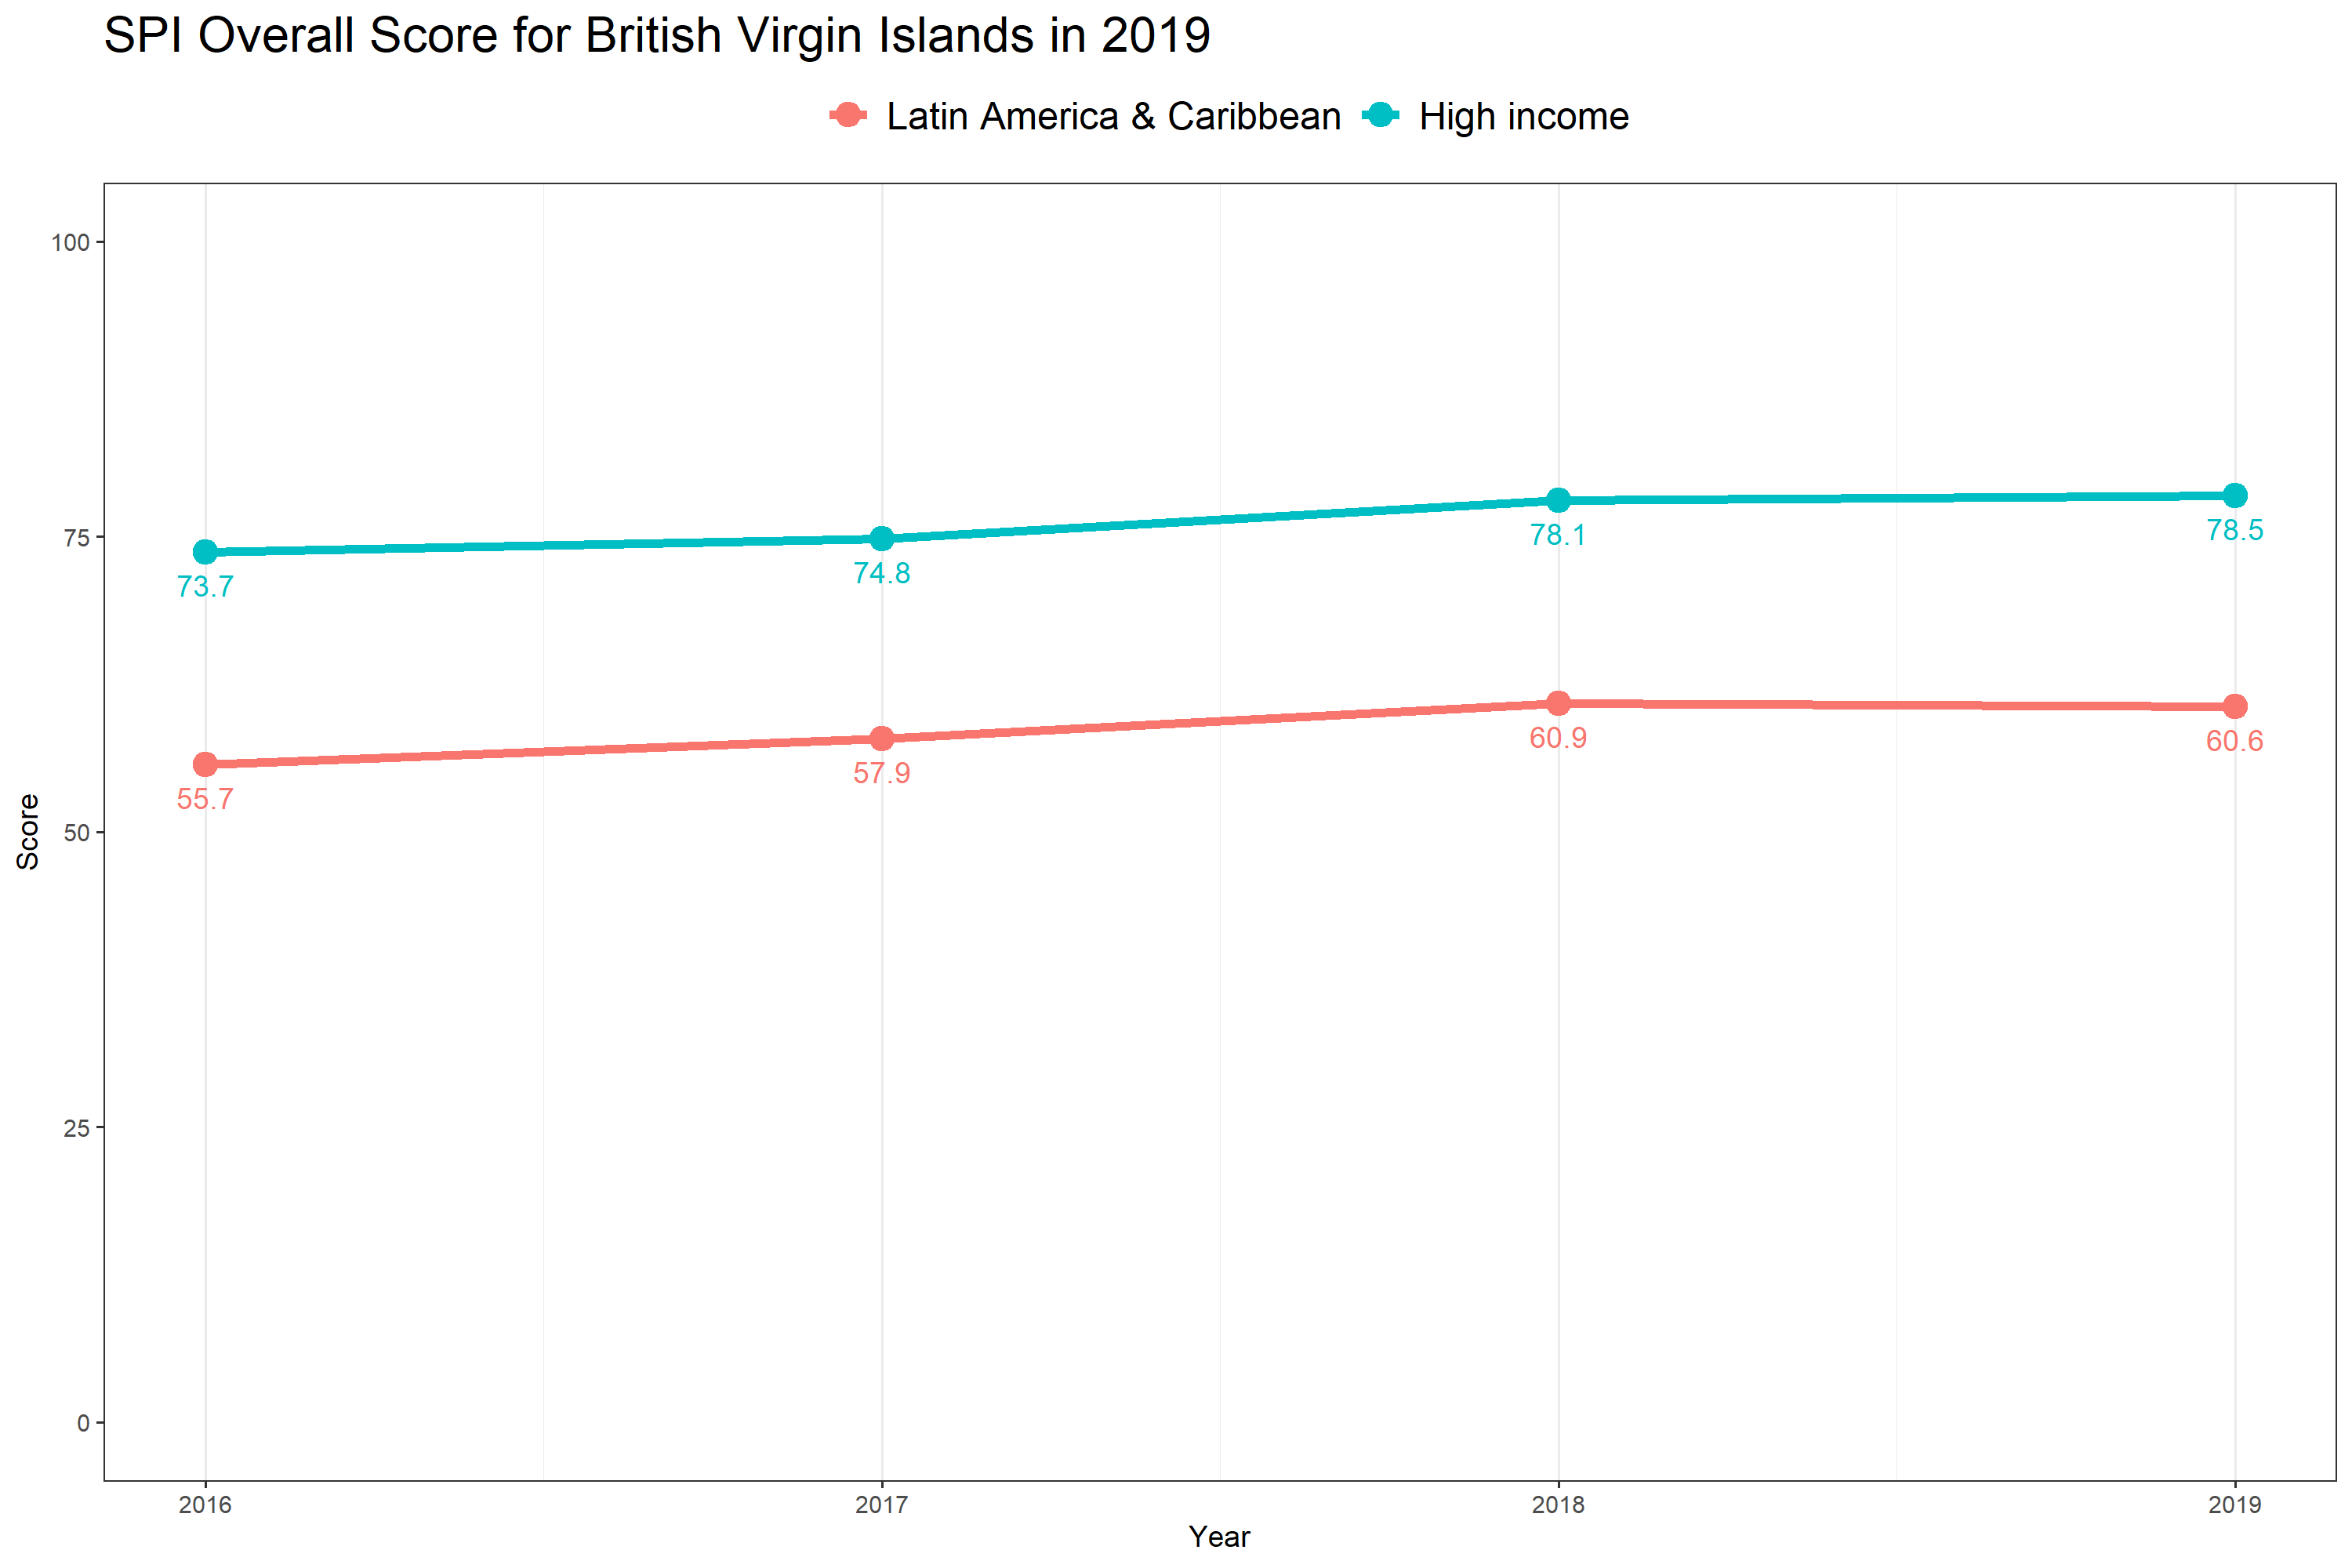 SPI Overall Score for British Virgin Islands in 2019
Latin America & Caribbean High income
100
75
50
25
0
Score
73.7
74.8
78.1
78.5
55.7
57.9
60.9
60.6
2016 2017 2018 2019
Year